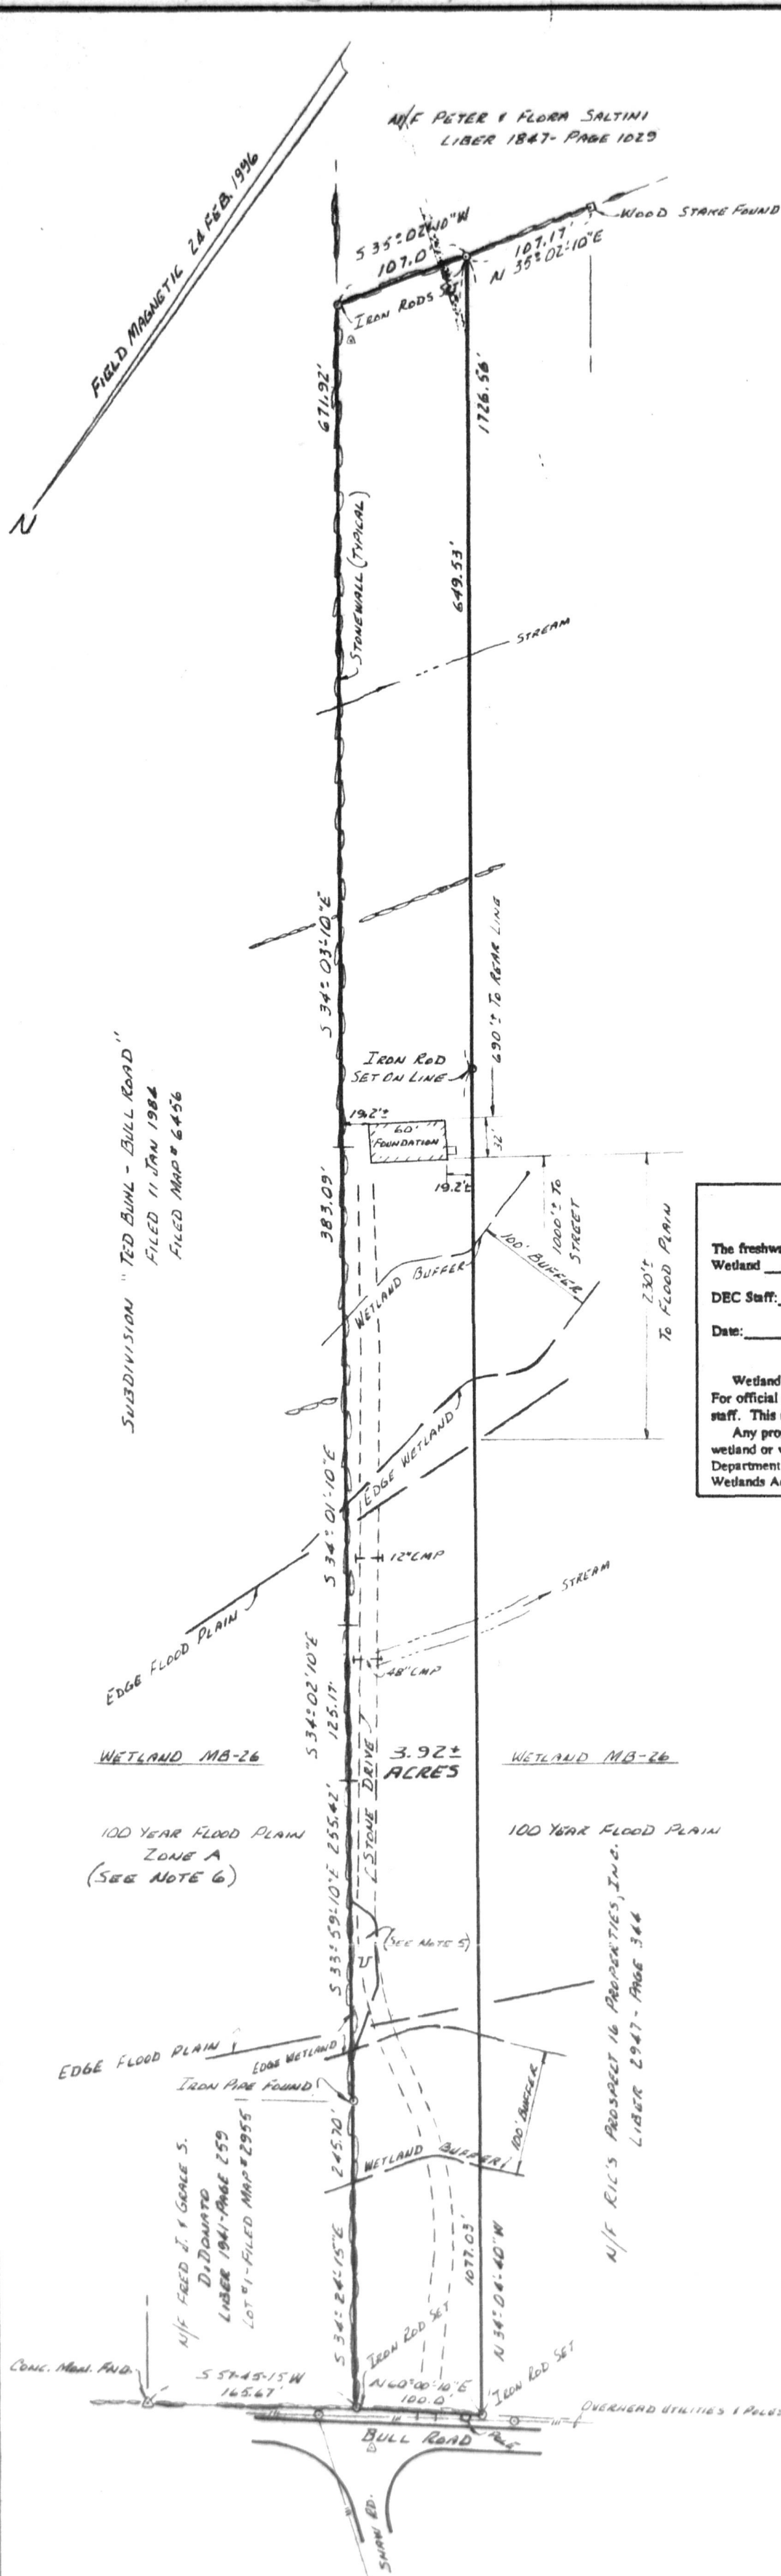 N/F PETER & FLORA SALTINI
LIBER 1847- PAGE 1029
FIELD MAGNETIC 24 FEB. 1996
N
S 35°-02'-10"W
107.0'
WOOD STAKE FOUND
107.17'
N 35°-02'-10"E
IRON RODS SET
671.92'
1726.56'
STONEWALL (TYPICAL)
649.53'
STREAM
S 34°-03'-10"E
690'± TO REAR LINE
IRON ROD
SET ON LINE
19.2'±
60'
FOUNDATION
32'
19.2'±
383.09'
1000'± TO
STREET
230'±
TO FLOOD PLAIN
SUBDIVISION "TED BUHL - BULL ROAD"
FILED 11 JAN 1984
FILED MAP # 6456
WETLAND BUFFER
100' BUFFER
The freshw
Wetland
DEC Staff:
Date:
Wetland
For official
staff. This
Any pro
wetland or
Department
Wetlands A
EDGE WETLAND
S 34°-01'-10"E
12" CMP
EDGE FLOOD PLAIN
STREAM
48" CMP
S 34°-02'10"E
125.17'
WETLAND MB-26
STONE DRIVE
3.92±
ACRES
WETLAND MB-26
100 YEAR FLOOD PLAIN
ZONE A
(SEE NOTE 6)
100 YEAR FLOOD PLAIN
S 33°-59'-10"E 255.42'
(SEE NOTE 5)
N/F RIC'S PROSPECT 16 PROPERTIES, INC.
LIBER 2947- PAGE 344
EDGE FLOOD PLAIN
EDGE WETLAND
IRON PIPE FOUND
100' BUFFER
WETLAND BUFFER
245.70'
S 34°-24'-15"E
N/F FRED J. & GRACE S.
DiDONATO
LIBER 1941-PAGE 259
LOT #1-FILED MAP # 2955
1077.03'
N 34°-06'-40"W
IRON ROD SET
IRON ROD SET
CONC. MON. FND.
S 57-45-15 W
165.67'
N 60°-00'-10"E
100.0'
OVERHEAD UTILITIES & POLES
BULL ROAD
POLE
SHAW RD.